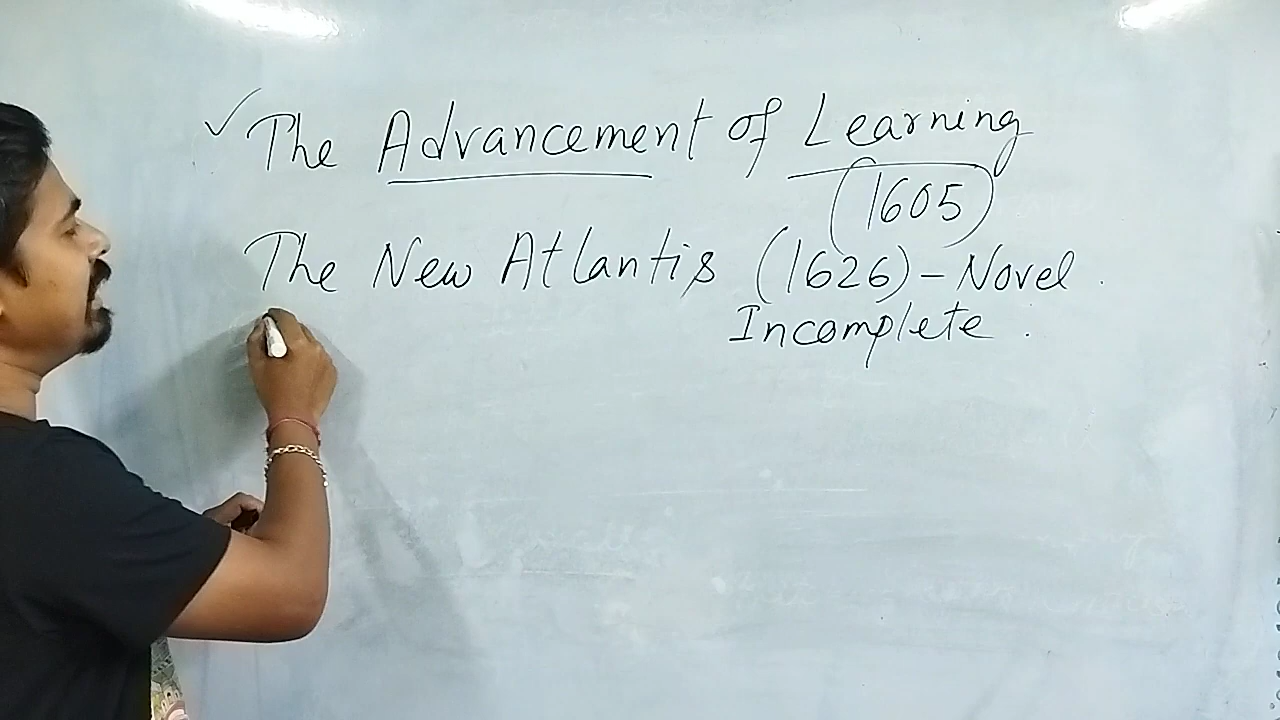 ✓ The Advancement of Learning
(1605)
The New Atlantis (1626) – Novel.
Incomplete.